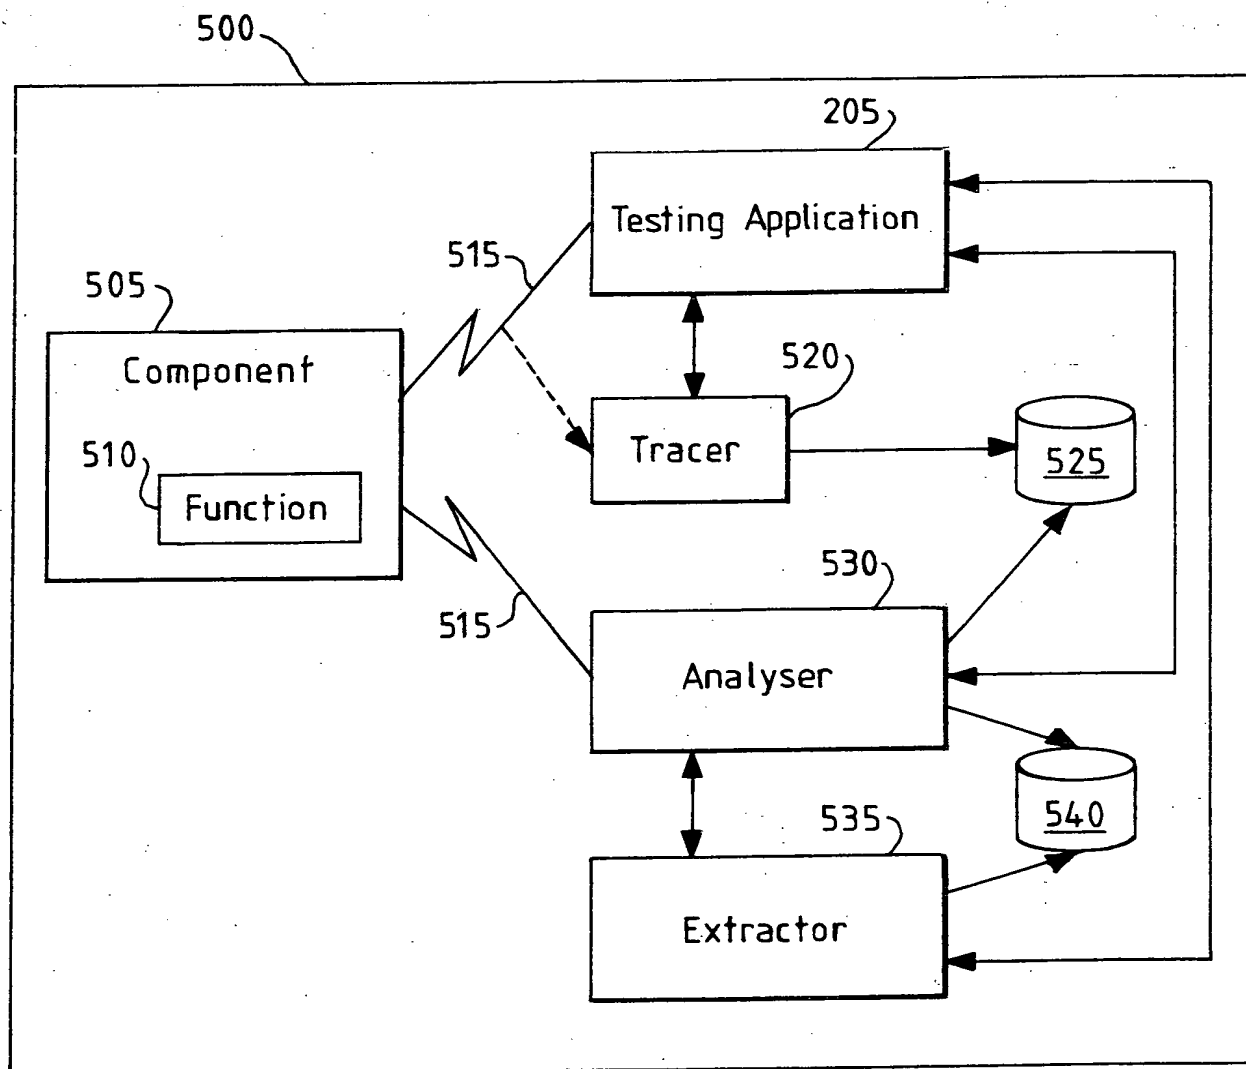 500
205
Testing Application
515
505
Component
520
Tracer
525
510
Function
530
515
Analyser
540
535
Extractor